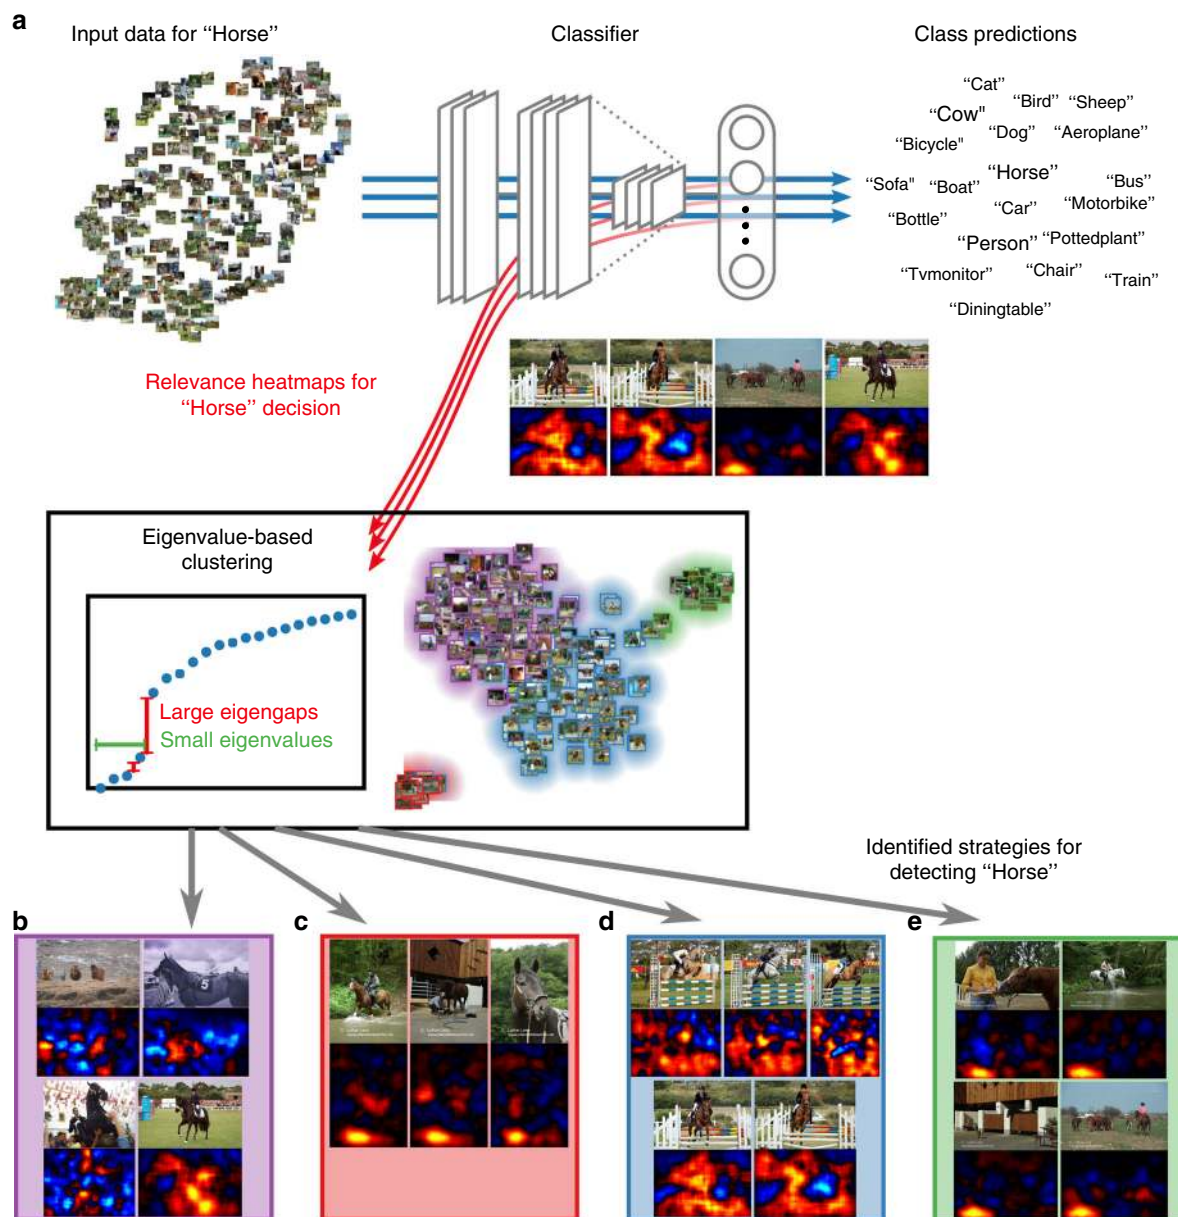 a
Input data for “Horse”
Classifier
Class predictions
“Cat”
“Bird”
“Sheep”
“Cow"
“Dog”
“Aeroplane”
“Bicycle"
“Horse”
“Sofa"
“Boat”
“Bus”
“Car”
“Motorbike”
“Bottle”
“Person”
“Pottedplant”
“Tvmonitor”
“Chair”
“Train”
“Diningtable”
Relevance heatmaps for
“Horse” decision
Eigenvalue-based
clustering
Large eigengaps
Small eigenvalues
Identified strategies for
detecting “Horse”
b
c
d
e
5